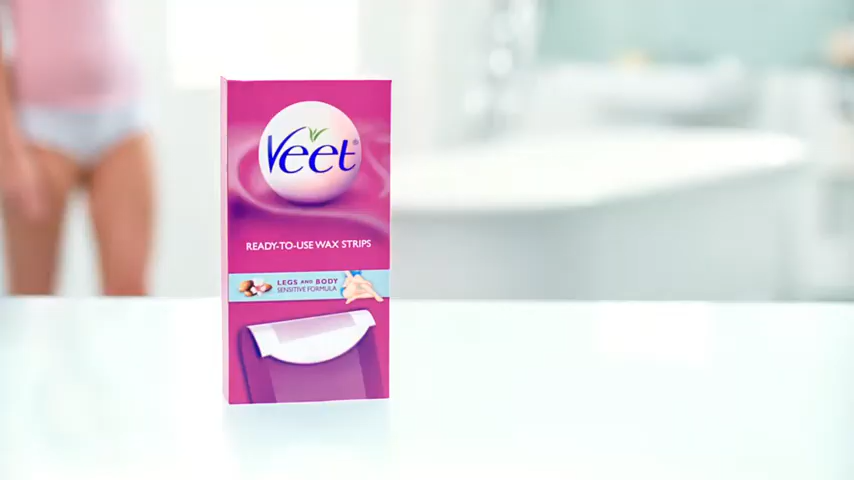 Veet®
READY-TO-USE WAX STRIPS
LEGS AND BODY
SENSITIVE FORMULA